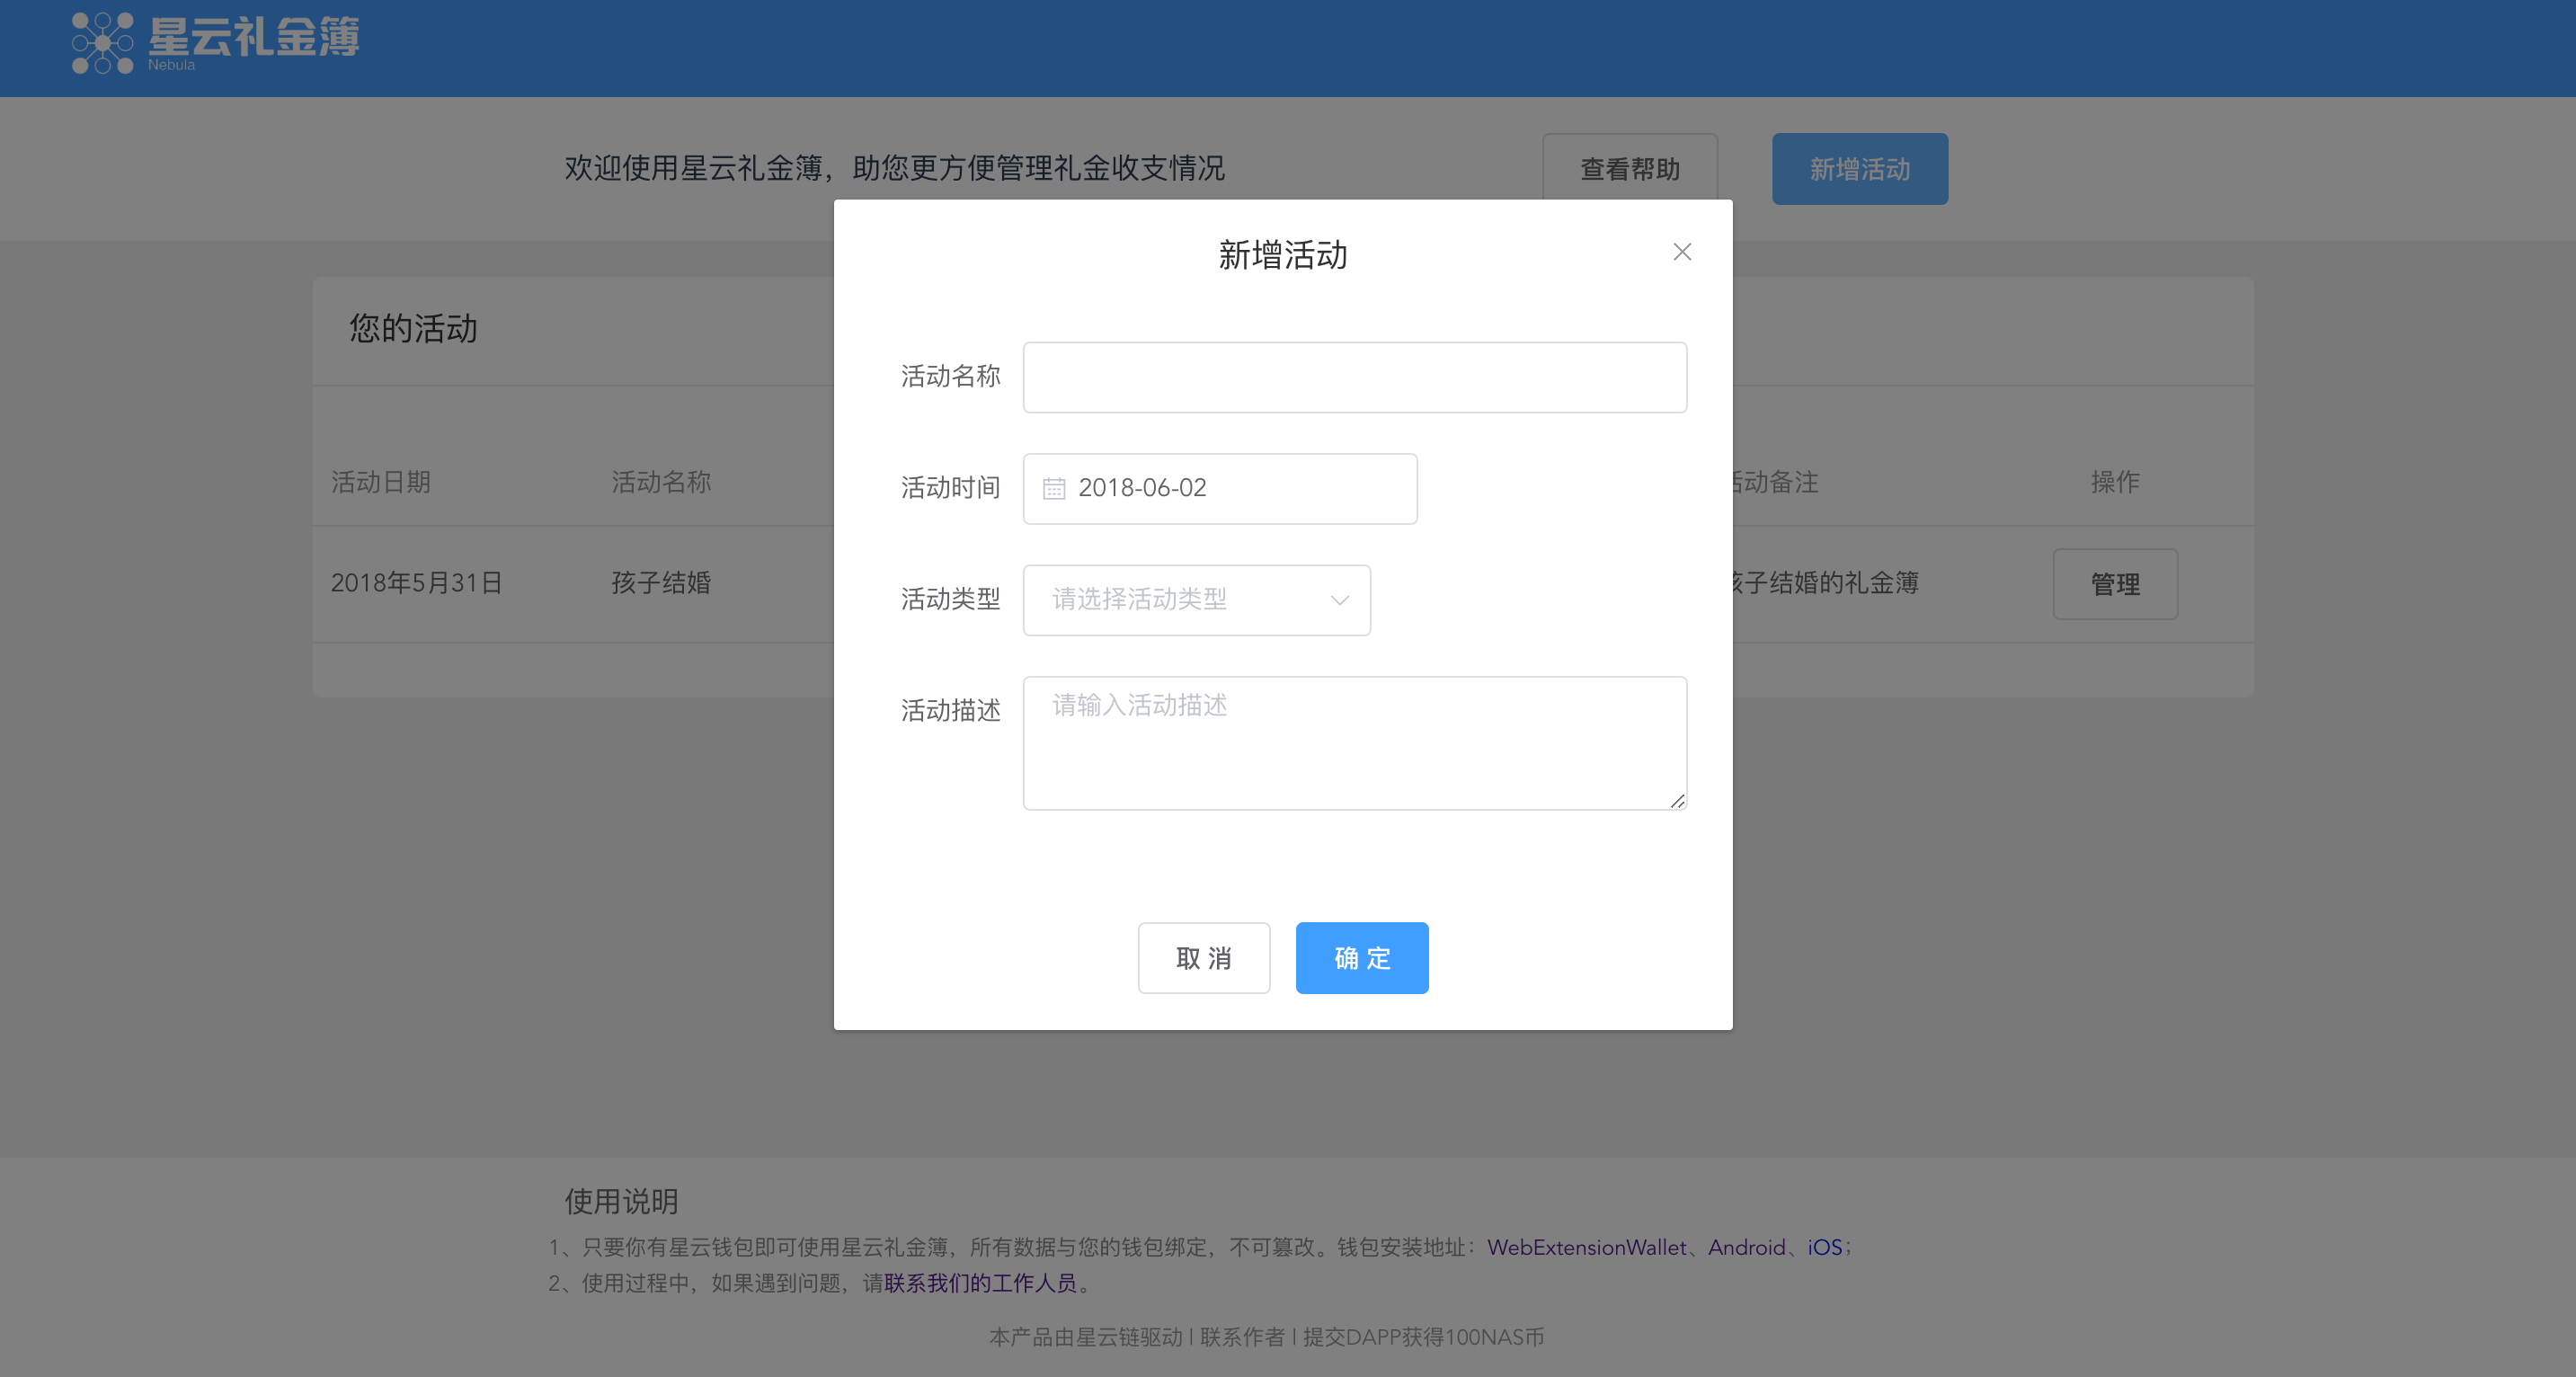 星云礼金簿
Nebula
欢迎使用星云礼金簿，助您更方便管理礼金收支情况
查看帮助
新增活动
新增活动
您的活动
活动名称
活动时间 2018-06-02
活动类型 请选择活动类型
活动描述 请输入活动描述
取 消
确 定
活动日期 活动名称 动备注 操作
2018年5月31日 孩子结婚 子结婚的礼金簿 管理
使用说明
1、只要你有星云钱包即可使用星云礼金簿，所有数据与您的钱包绑定，不可篡改。钱包安装地址：WebExtensionWallet、Android、iOS；
2、使用过程中，如果遇到问题，请联系我们的工作人员。
本产品由星云链驱动 | 联系作者 | 提交DAPP获得100NAS币